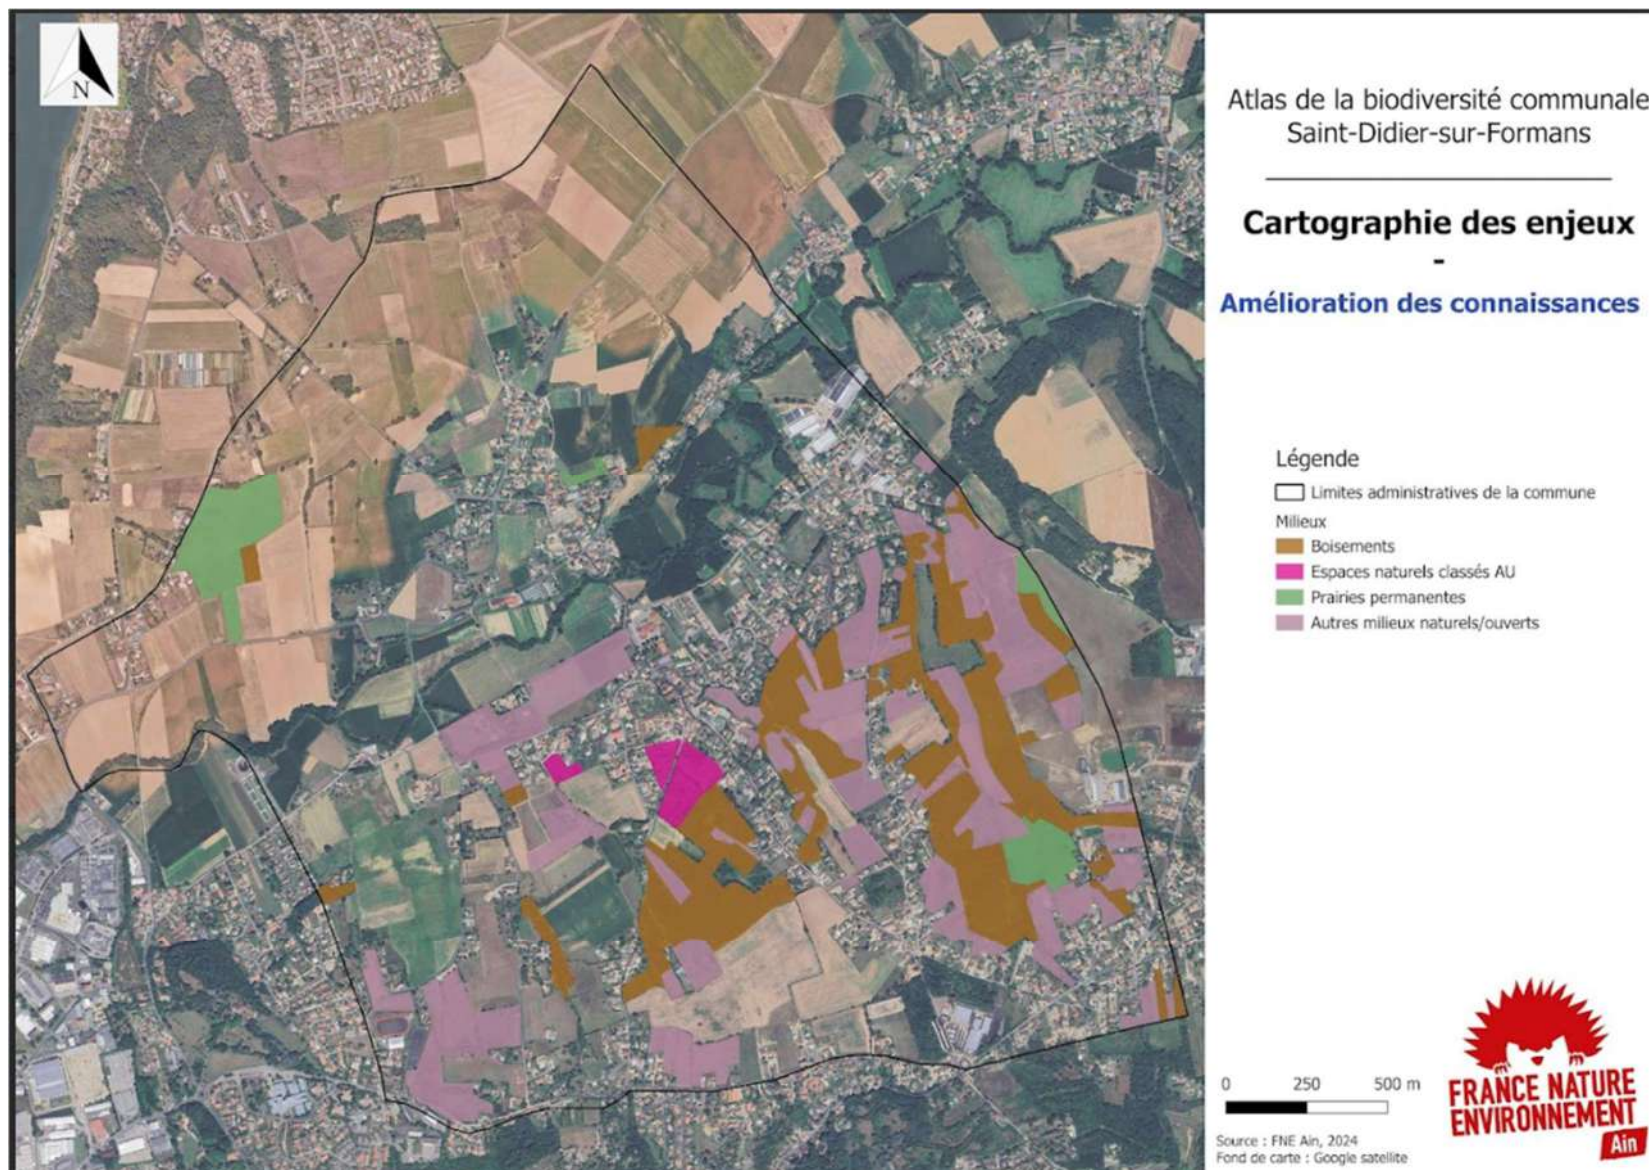 N
Atlas de la biodiversité communale
Saint-Didier-sur-Formans
Cartographie des enjeux
-
Amélioration des connaissances
Légende
Limites administratives de la commune
Milieux
Boisements
Espaces naturels classés AU
Prairies permanentes
Autres milieux naturels/ouverts
0 250 500 m
Source : FNE Ain, 2024
Fond de carte : Google satellite
FRANCE NATURE
ENVIRONNEMENT
Ain